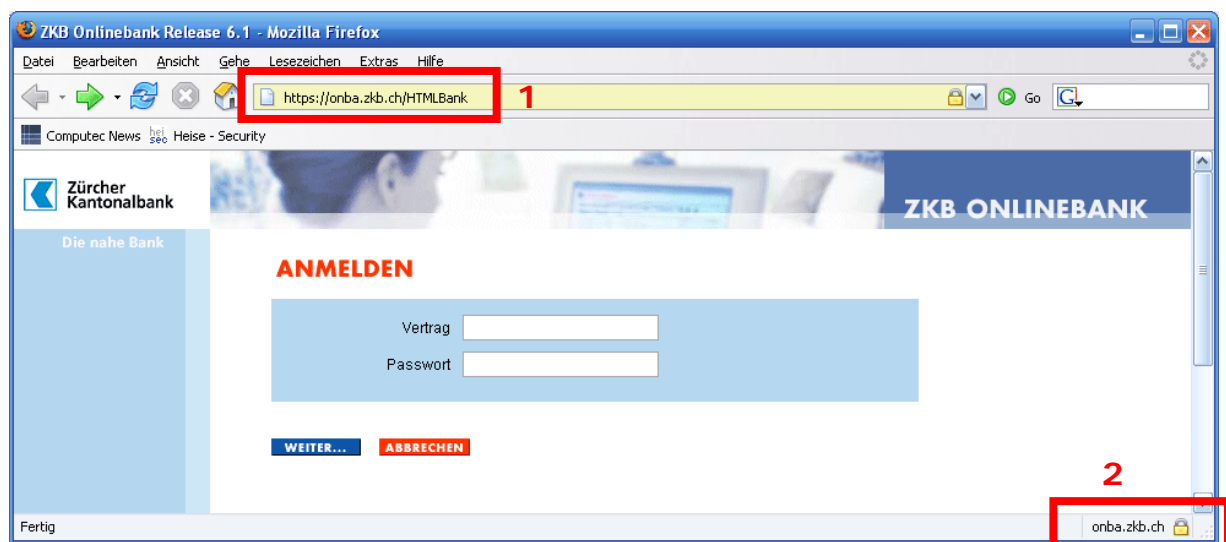 ZKB Onlinebank Release 6.1 - Mozilla Firefox
Datei Bearbeiten Ansicht Gehe Lesezeichen Extras Hilfe
https://onba.zkb.ch/HTMLBank 1 Go G
Computec News hei sec Heise - Security
Zürcher
Kantonalbank
ZKB ONLINEBANK
Die nahe Bank
ANMELDEN
Vertrag
Passwort
WEITER... ABBRECHEN
2
Fertig onba.zkb.ch